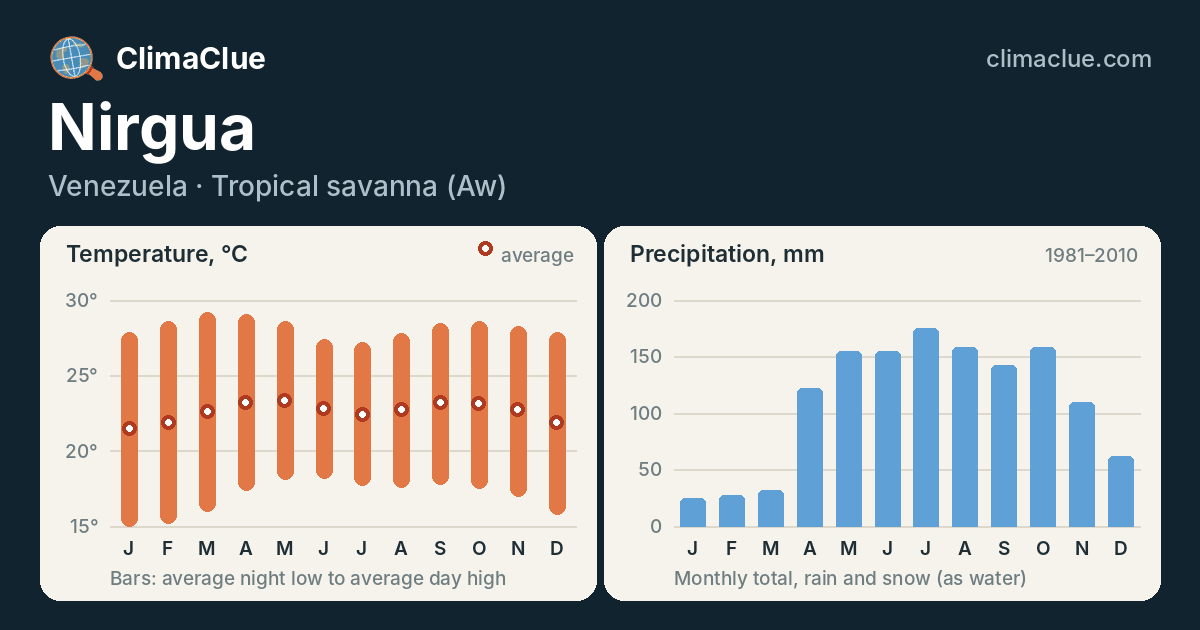 ClimaClue
climaclue.com
Nirgua
Venezuela · Tropical savanna (Aw)
Temperature, °C
average
30°
25°
20°
15°
J F M A M J J A S O N D
Bars: average night low to average day high
Precipitation, mm
1981–2010
200
150
100
50
0
J F M A M J J A S O N D
Monthly total, rain and snow (as water)